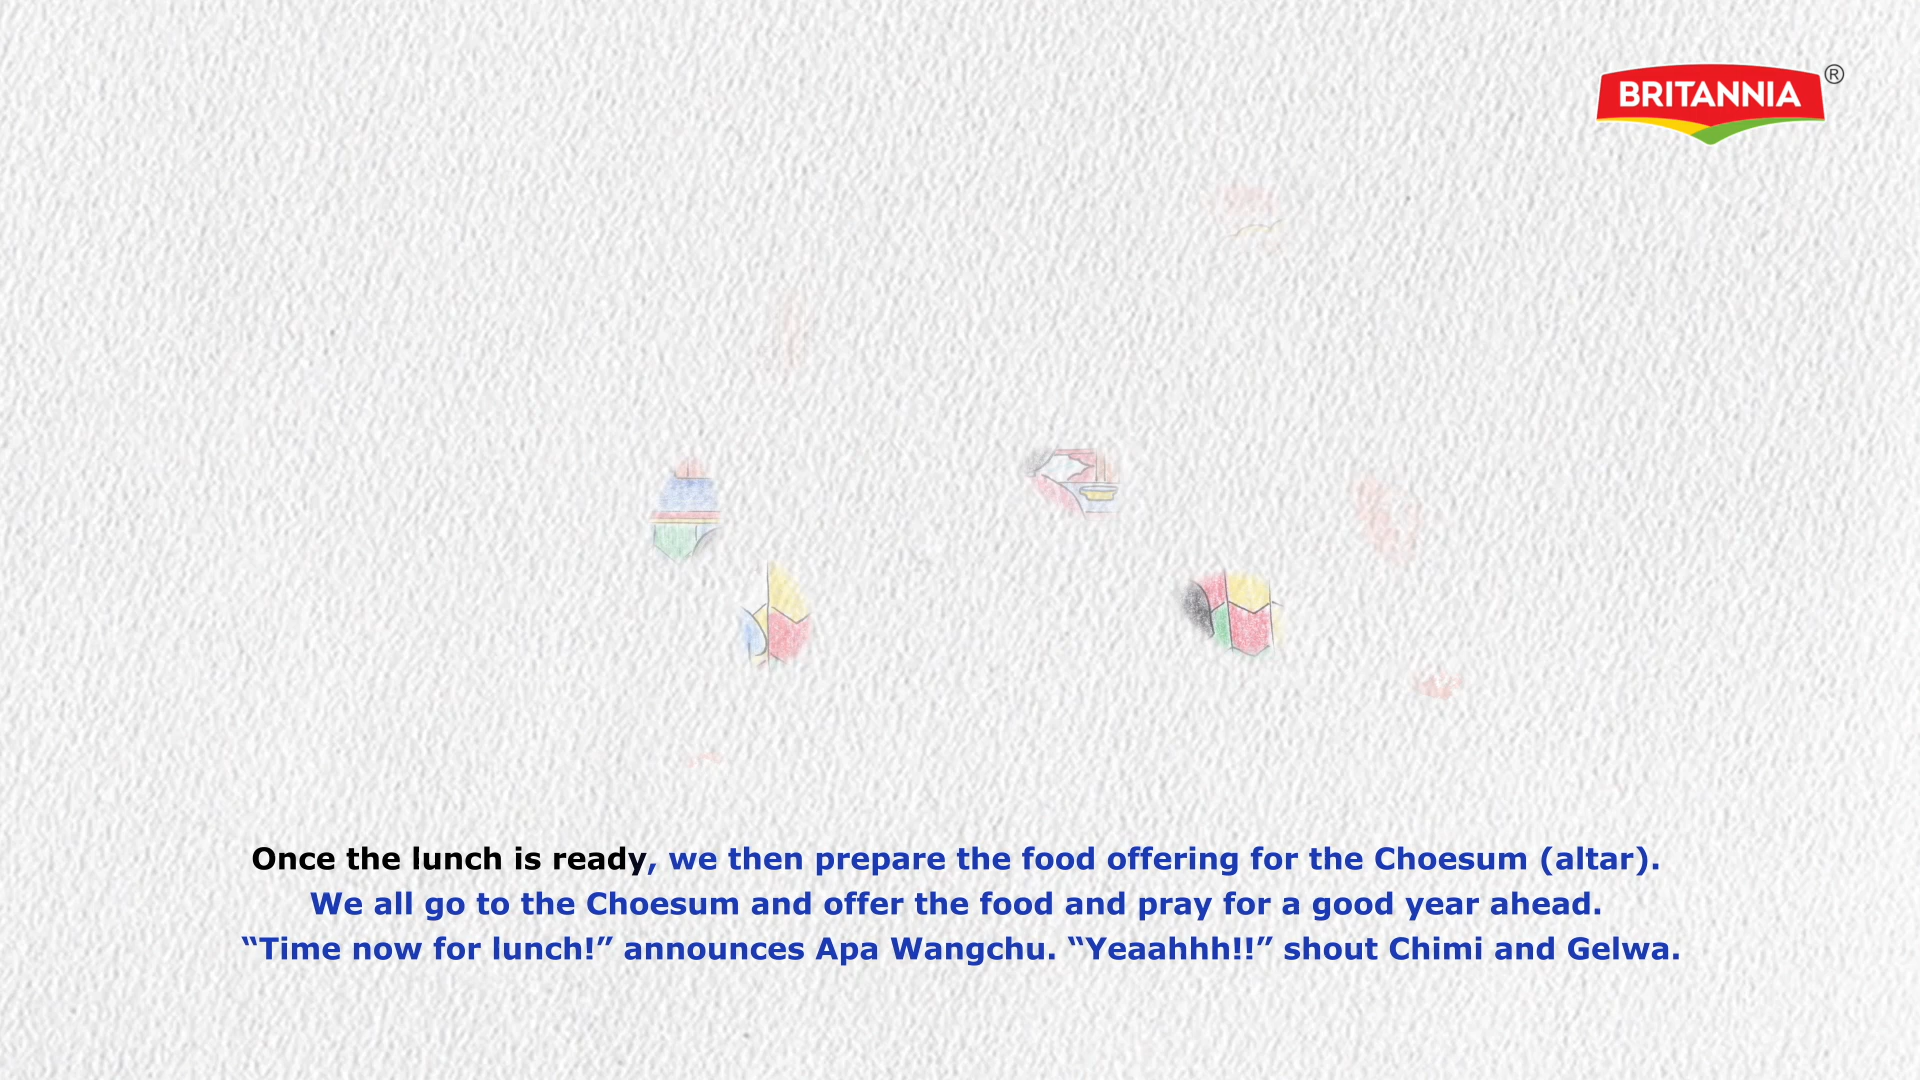 BRITANNIA ®
Once the lunch is ready, we then prepare the food offering for the Choesum (altar).
We all go to the Choesum and offer the food and pray for a good year ahead.
“Time now for lunch!” announces Apa Wangchu. “Yeaahhh!!” shout Chimi and Gelwa.